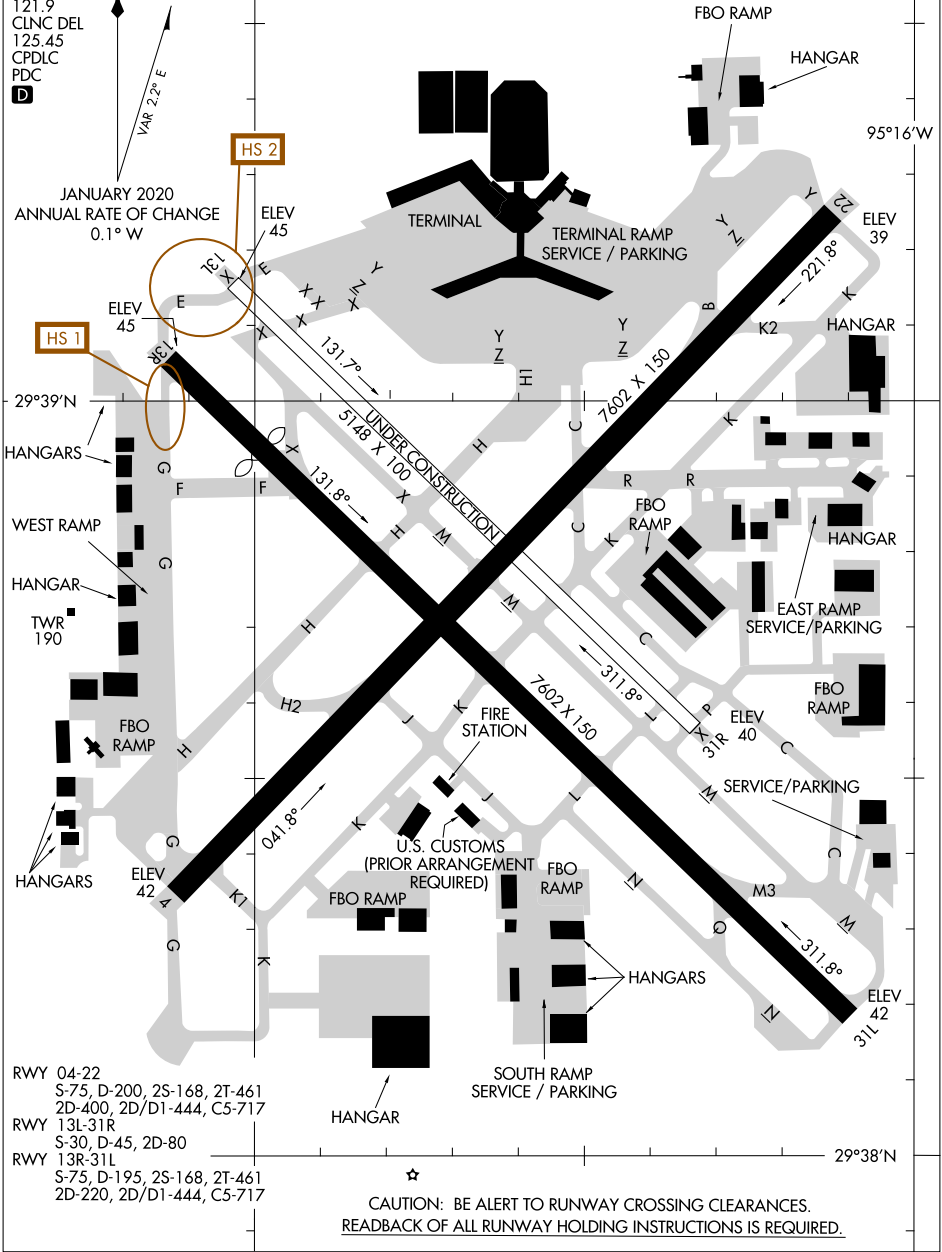 121.9
CLNC DEL
125.45
CPDLC
PDC
D
VAR 2.2° E
JANUARY 2020
ANNUAL RATE OF CHANGE
0.1° W
HS 2
FBO RAMP
HANGAR
95°16'W
ELEV
45
TERMINAL
TERMINAL RAMP
SERVICE / PARKING
Y
22
ELEV
39
Y
Z
221.8°
13L
X
E
E
X
X
X
X
X
Y
Z
Y
Z
Y
Z
B
K
K2
HANGAR
ELEV
45
HS 1
13R
131.7°
H1
7602 X 150
29°39'N
HANGARS
5148 X 100
UNDER CONSTRUCTION
H
C
K
G
F
F
X
131.8°
X
R
R
WEST RAMP
HANGAR
G
H
M
C
K
FBO
RAMP
HANGAR
TWR
190
H
M
C
EAST RAMP
SERVICE/PARKING
311.8°
FBO
RAMP
H2
J
K
7602 X 150
FIRE
STATION
L
P
X
31R
ELEV
40
C
FBO
RAMP
H
SERVICE/PARKING
HANGARS
G
041.8°
K
J
L
M
C
U.S. CUSTOMS
(PRIOR ARRANGEMENT
REQUIRED)
ELEV
42
4
K1
FBO RAMP
FBO
RAMP
N
M3
M
G
K
Q
311.8°
HANGARS
N
ELEV
42
31L
SOUTH RAMP
SERVICE / PARKING
HANGAR
RWY 04-22
S-75, D-200, 2S-168, 2T-461
2D-400, 2D/D1-444, C5-717
RWY 13L-31R
S-30, D-45, 2D-80
RWY 13R-31L
S-75, D-195, 2S-168, 2T-461
2D-220, 2D/D1-444, C5-717
29°38'N
CAUTION: BE ALERT TO RUNWAY CROSSING CLEARANCES.
READBACK OF ALL RUNWAY HOLDING INSTRUCTIONS IS REQUIRED.